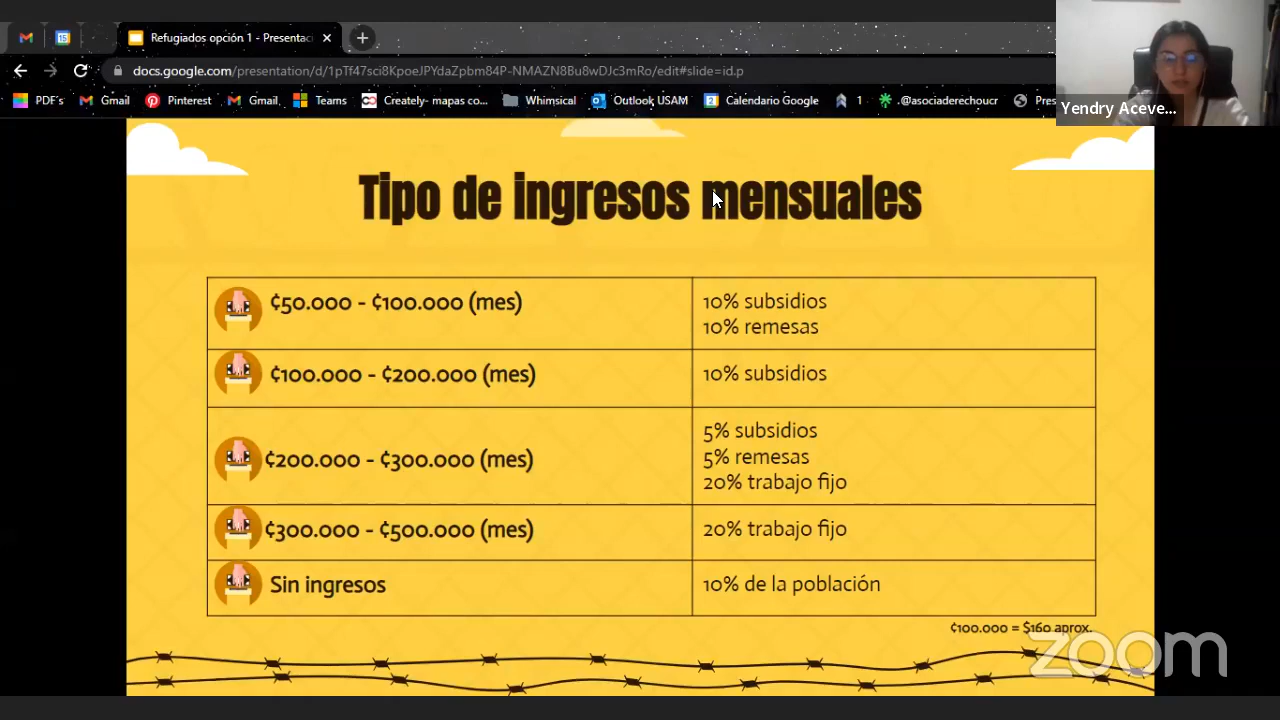 Refugiados opción 1 - Presentaci
docs.google.com/presentation/d/1pTf47sci8KpoeJPYdaZpbm84P-NMAZN8Bu8wDJc3mRo/edit#slide=id.p
PDF's Gmail Pinterest Gmail Teams Creately- mapas co... Whimsical Outlook USAM Calendario Google 1 .@asociaderechoucr Pres
Yendry Aceve...
Tipo de ingresos mensuales
₡50.000 - ₡100.000 (mes)
10% subsidios
10% remesas
₡100.000 - ₡200.000 (mes)
10% subsidios
₡200.000 - ₡300.000 (mes)
5% subsidios
5% remesas
20% trabajo fijo
₡300.000 - ₡500.000 (mes)
20% trabajo fijo
Sin ingresos
10% de la población
₡100.000 = $160 aprox.
zoom